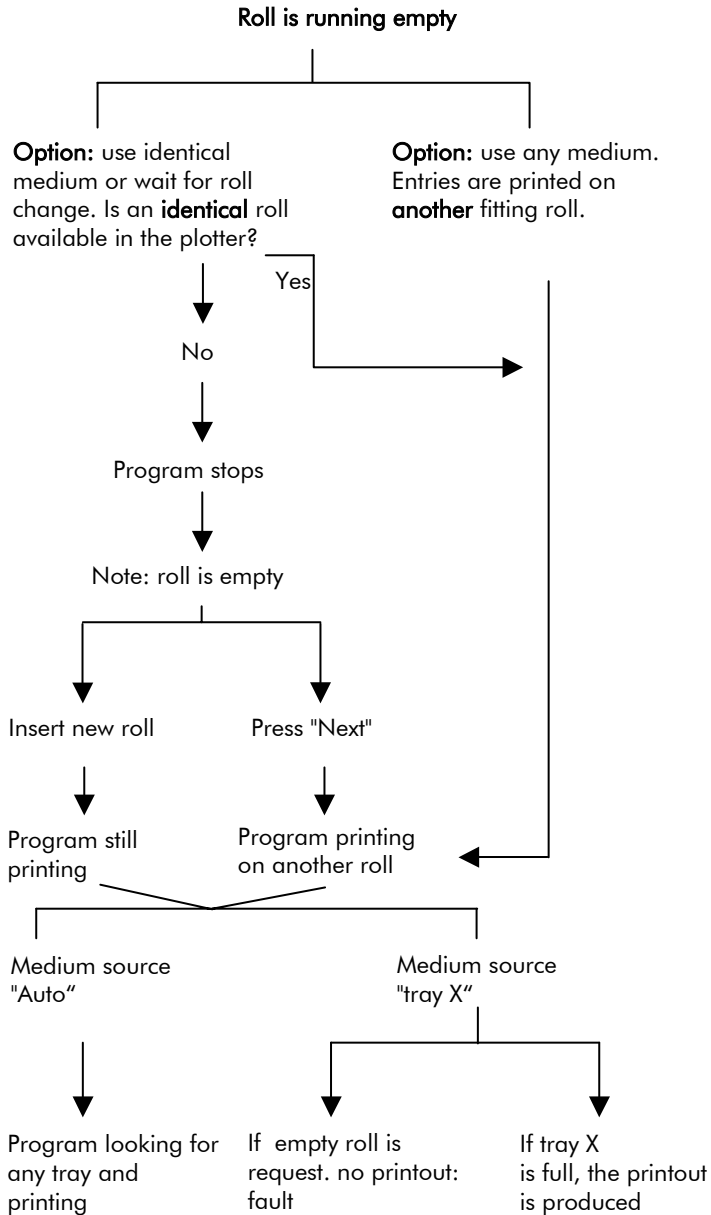 Roll is running empty
Option: use identical
medium or wait for roll
change. Is an identical roll
available in the plotter?
Option: use any medium.
Entries are printed on
another fitting roll.
Yes
No
Program stops
Note: roll is empty
Insert new roll
Press "Next"
Program still
printing
Program printing
on another roll
Medium source
"Auto“
Medium source
"tray X“
Program looking for
any tray and
printing
If  empty roll is
request. no printout:
fault
If tray X
is full, the printout
is produced